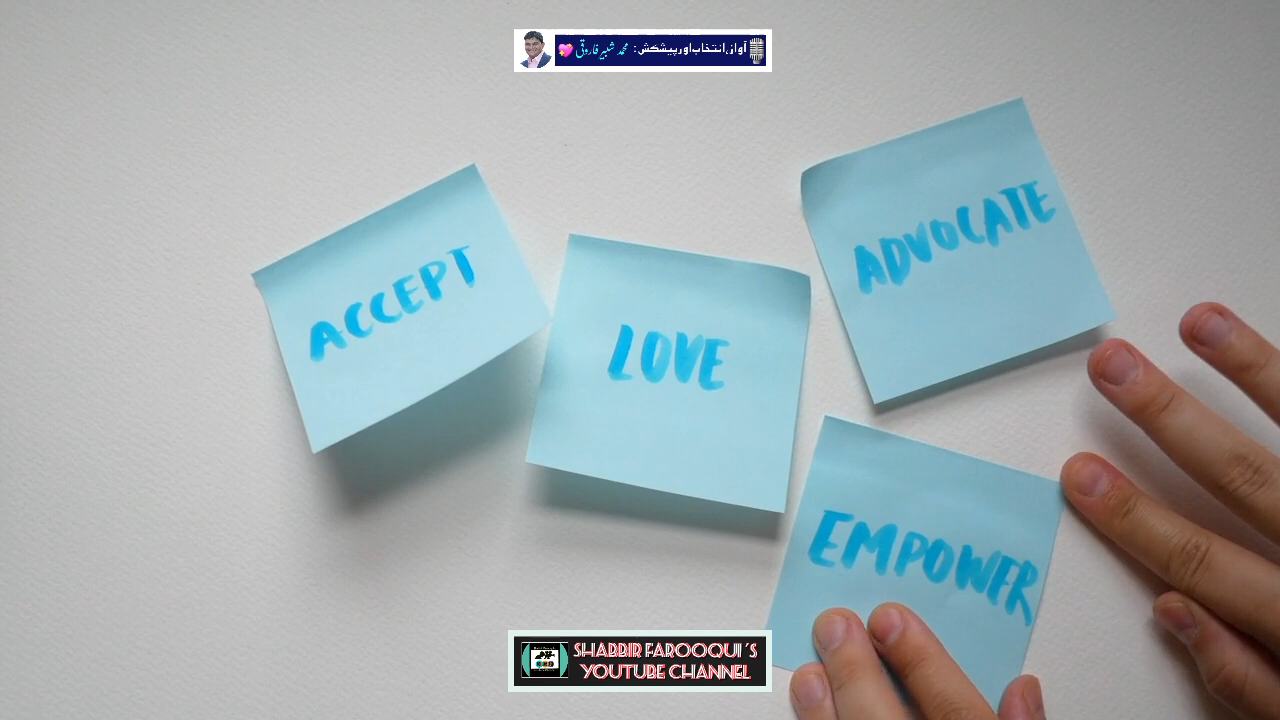 آواز، انتخاب اور پیشکش: محمد شبیر فاروقی
ACCEPT
LOVE
ADVOCATE
EMPOWER
SHABBIR FAROOQUI'S
YOUTUBE CHANNEL